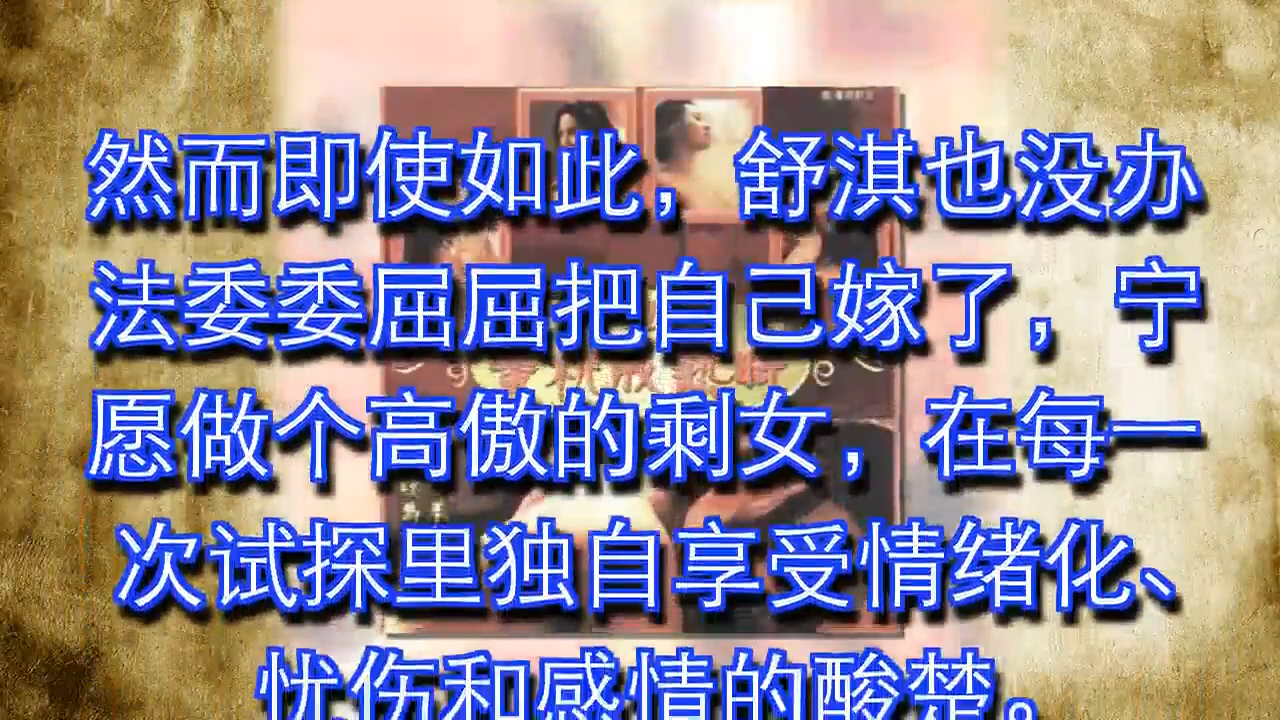 然而即使如此，舒淇也没办
法委委屈屈把自己嫁了，宁
愿做个高傲的剩女，在每一
次试探里独自享受情绪化、
忧伤和感情的酸楚。